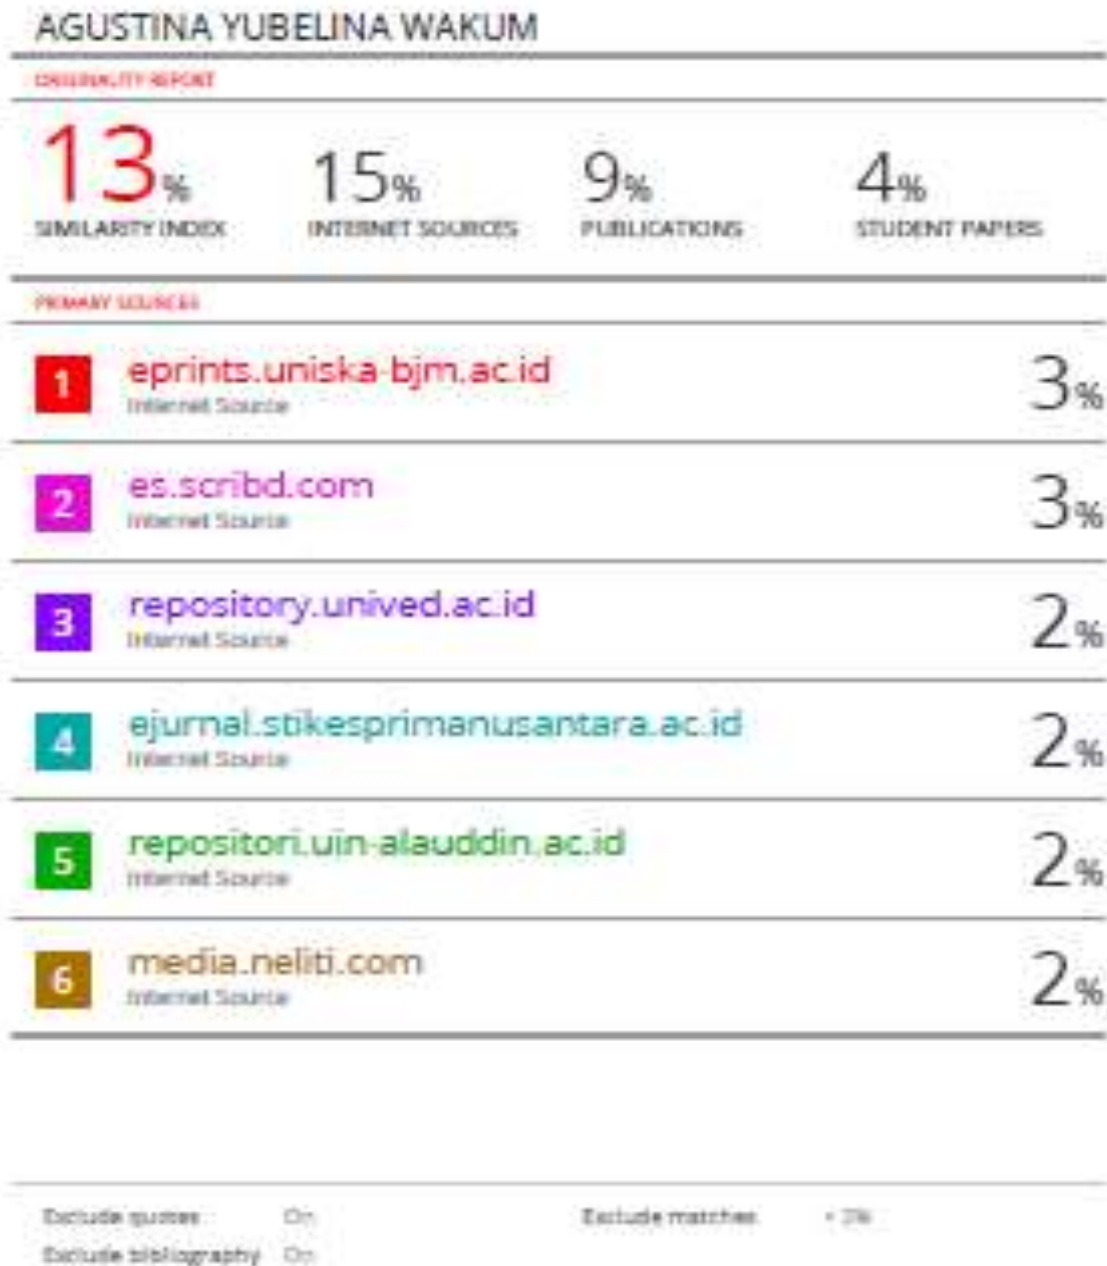 AGUSTINA YUBELINA WAKUM
ORIGINALITY REPORT
13% 15% 9% 4%
SIMILARITY INDEX INTERNET SOURCES PUBLICATIONS STUDENT PAPERS
PRIMARY SOURCES
1 eprints.uniska-bjm.ac.id 3%
Internet Source
2 es.scribd.com 3%
Internet Source
3 repository.unived.ac.id 2%
Internet Source
4 ejurnal.stikesprimanusantara.ac.id 2%
Internet Source
5 repositori.uin-alauddin.ac.id 2%
Internet Source
6 media.neliti.com 2%
Internet Source
Exclude quotes On Exclude matches
Exclude bibliography On